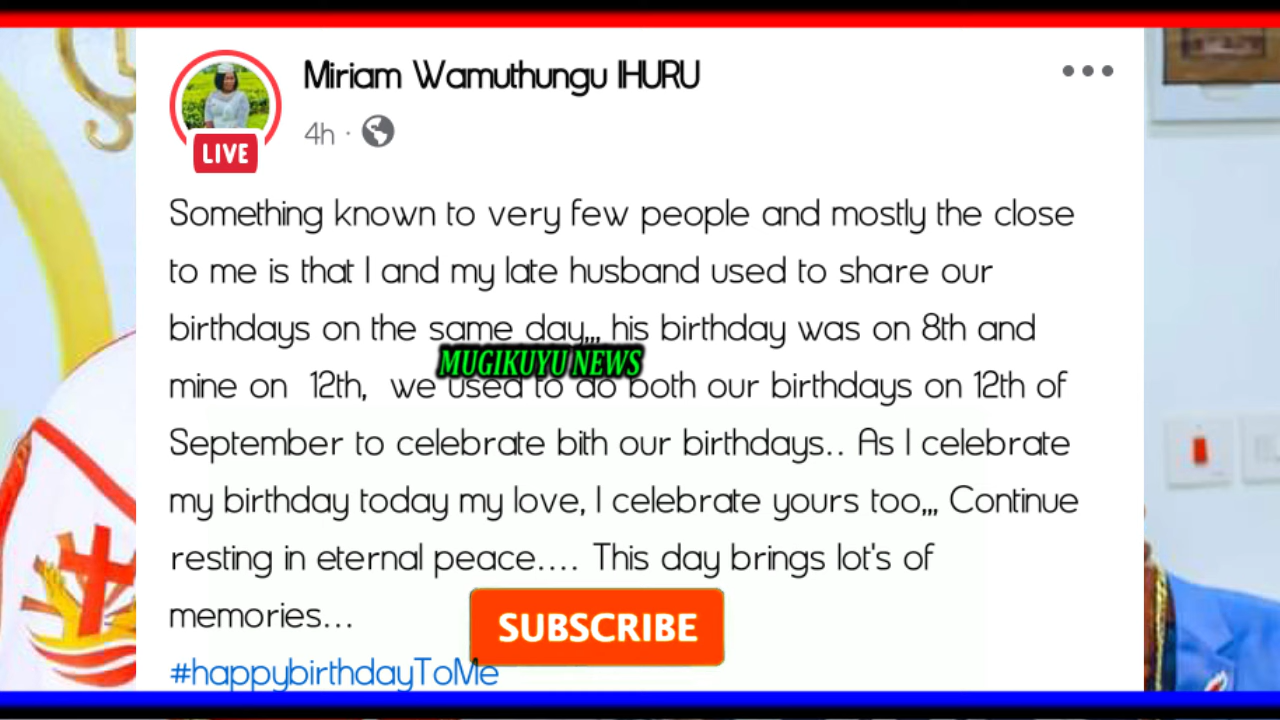 Miriam Wamuthungu IHURU
4h ·
LIVE
Something known to very few people and mostly the close
to me is that I and my late husband used to share our
birthdays on the same day,,, his birthday was on 8th and
MUGIKUYU NEWS
mine on 12th, we used to do both our birthdays on 12th of
September to celebrate bith our birthdays.. As I celebrate
my birthday today my love, I celebrate yours too,,, Continue
resting in eternal peace.... This day brings lot's of
memories...
SUBSCRIBE
#happybirthdayToMe